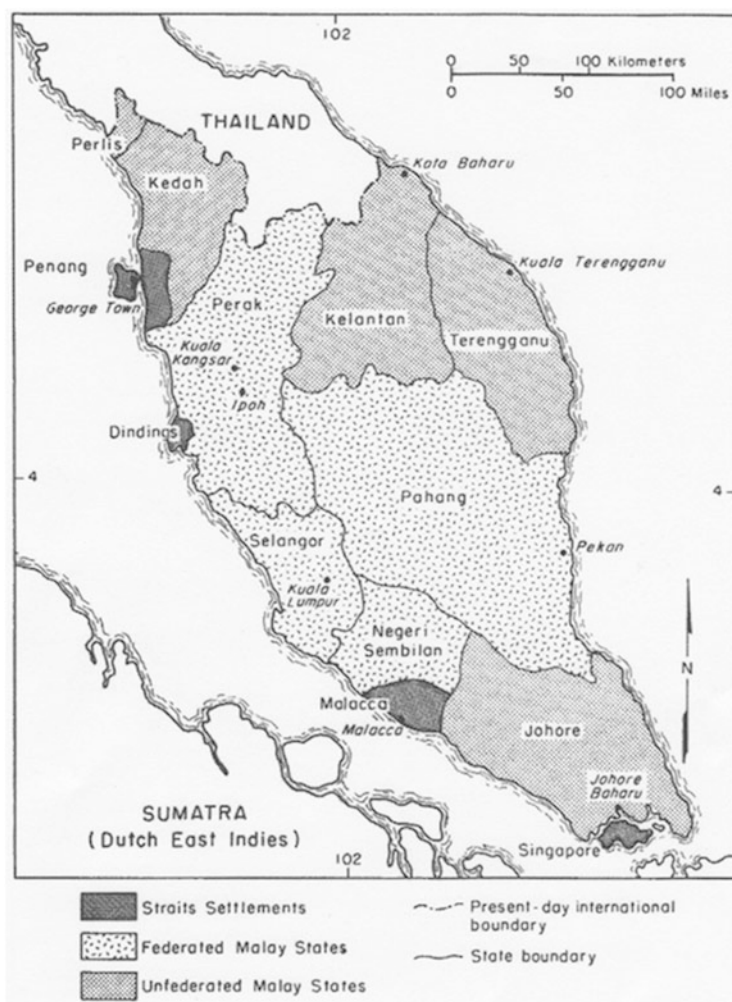 102
0 50 100 Kilometers
0 50 100 Miles
THAILAND
Perlis
Kedah
Kota Baharu
Penang
George Town
Kuala Terengganu
Perak
Kelantan
Terengganu
Kuala
Kangsar
Ipoh
Dindings
4
4
Pahang
Selangor
Pekan
Kuala
Lumpur
Negeri
Sembilan
N
Malacca
Malacca
Johore
Johore
Baharu
SUMATRA
(Dutch East Indies)
Singapore
102
Straits Settlements
Federated Malay States
Unfederated Malay States
Present-day international
boundary
State boundary